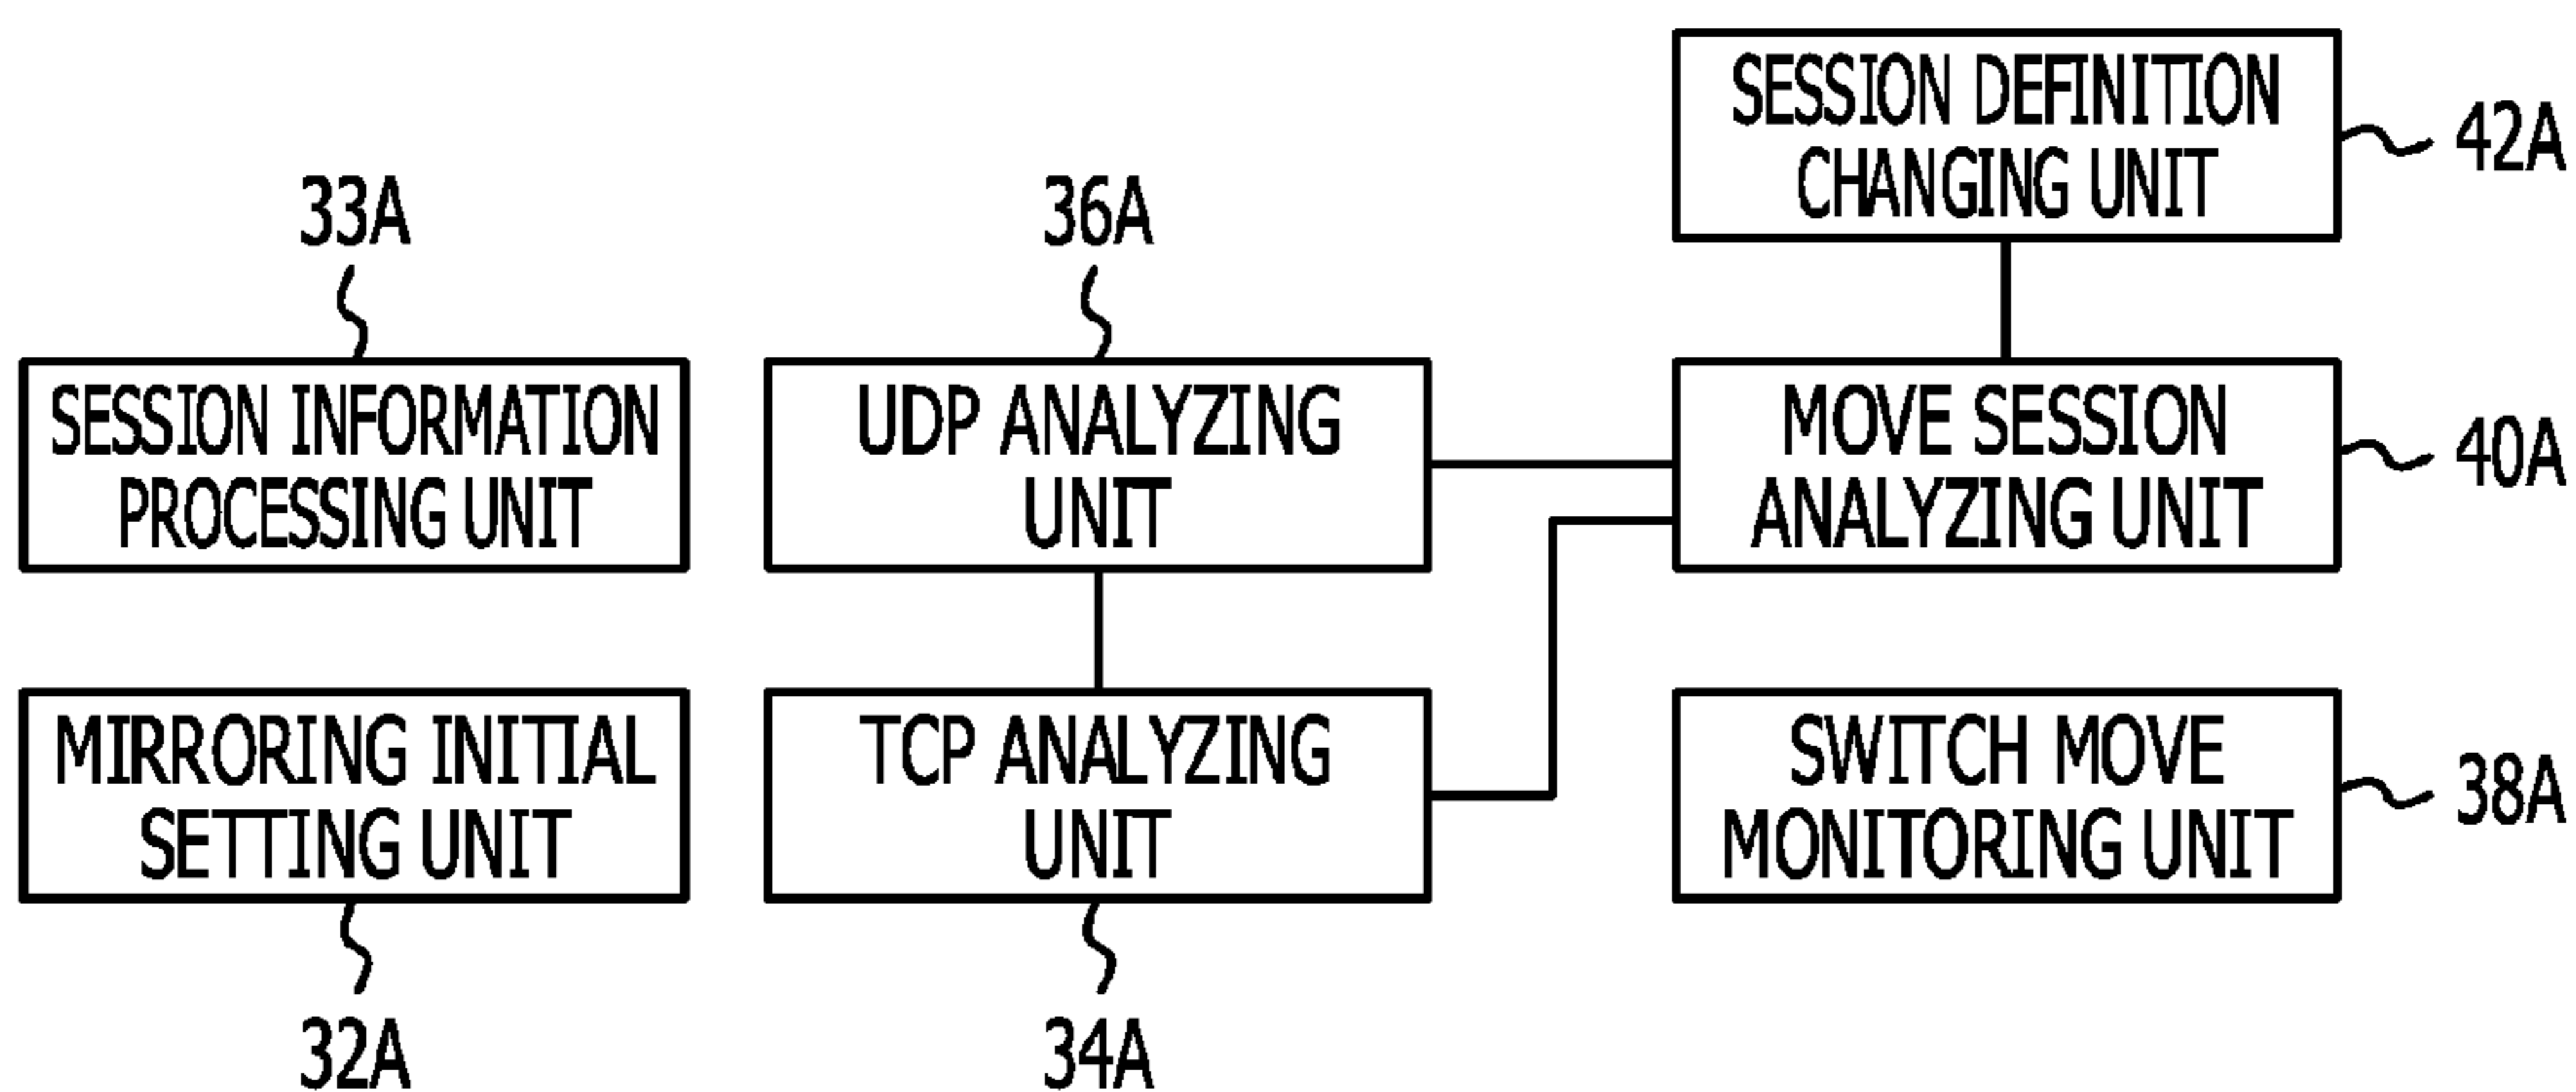 SESSION DEFINITION
CHANGING UNIT
42A
33A
36A
SESSION INFORMATION
PROCESSING UNIT
UDP ANALYZING
UNIT
MOVE SESSION
ANALYZING UNIT
40A
MIRRORING INITIAL
SETTING UNIT
TCP ANALYZING
UNIT
SWITCH MOVE
MONITORING UNIT
38A
32A
34A